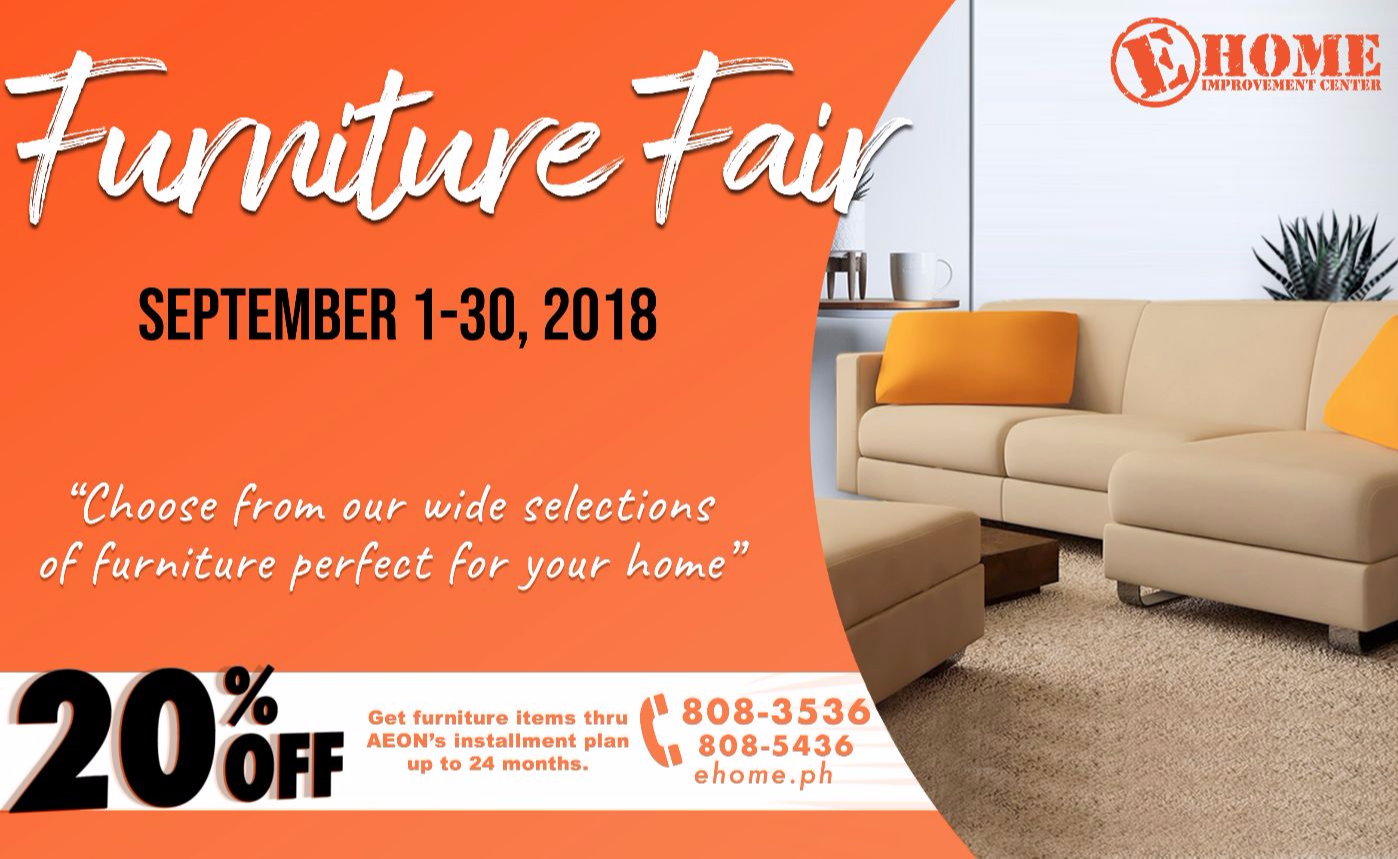 Furniture Fair
EHOME
IMPROVEMENT CENTER
SEPTEMBER 1-30, 2018
“Choose from our wide selections
of furniture perfect for your home”
20% OFF
Get furniture items thru
AEON's installment plan
up to 24 months.
808-3536
808-5436
ehome.ph